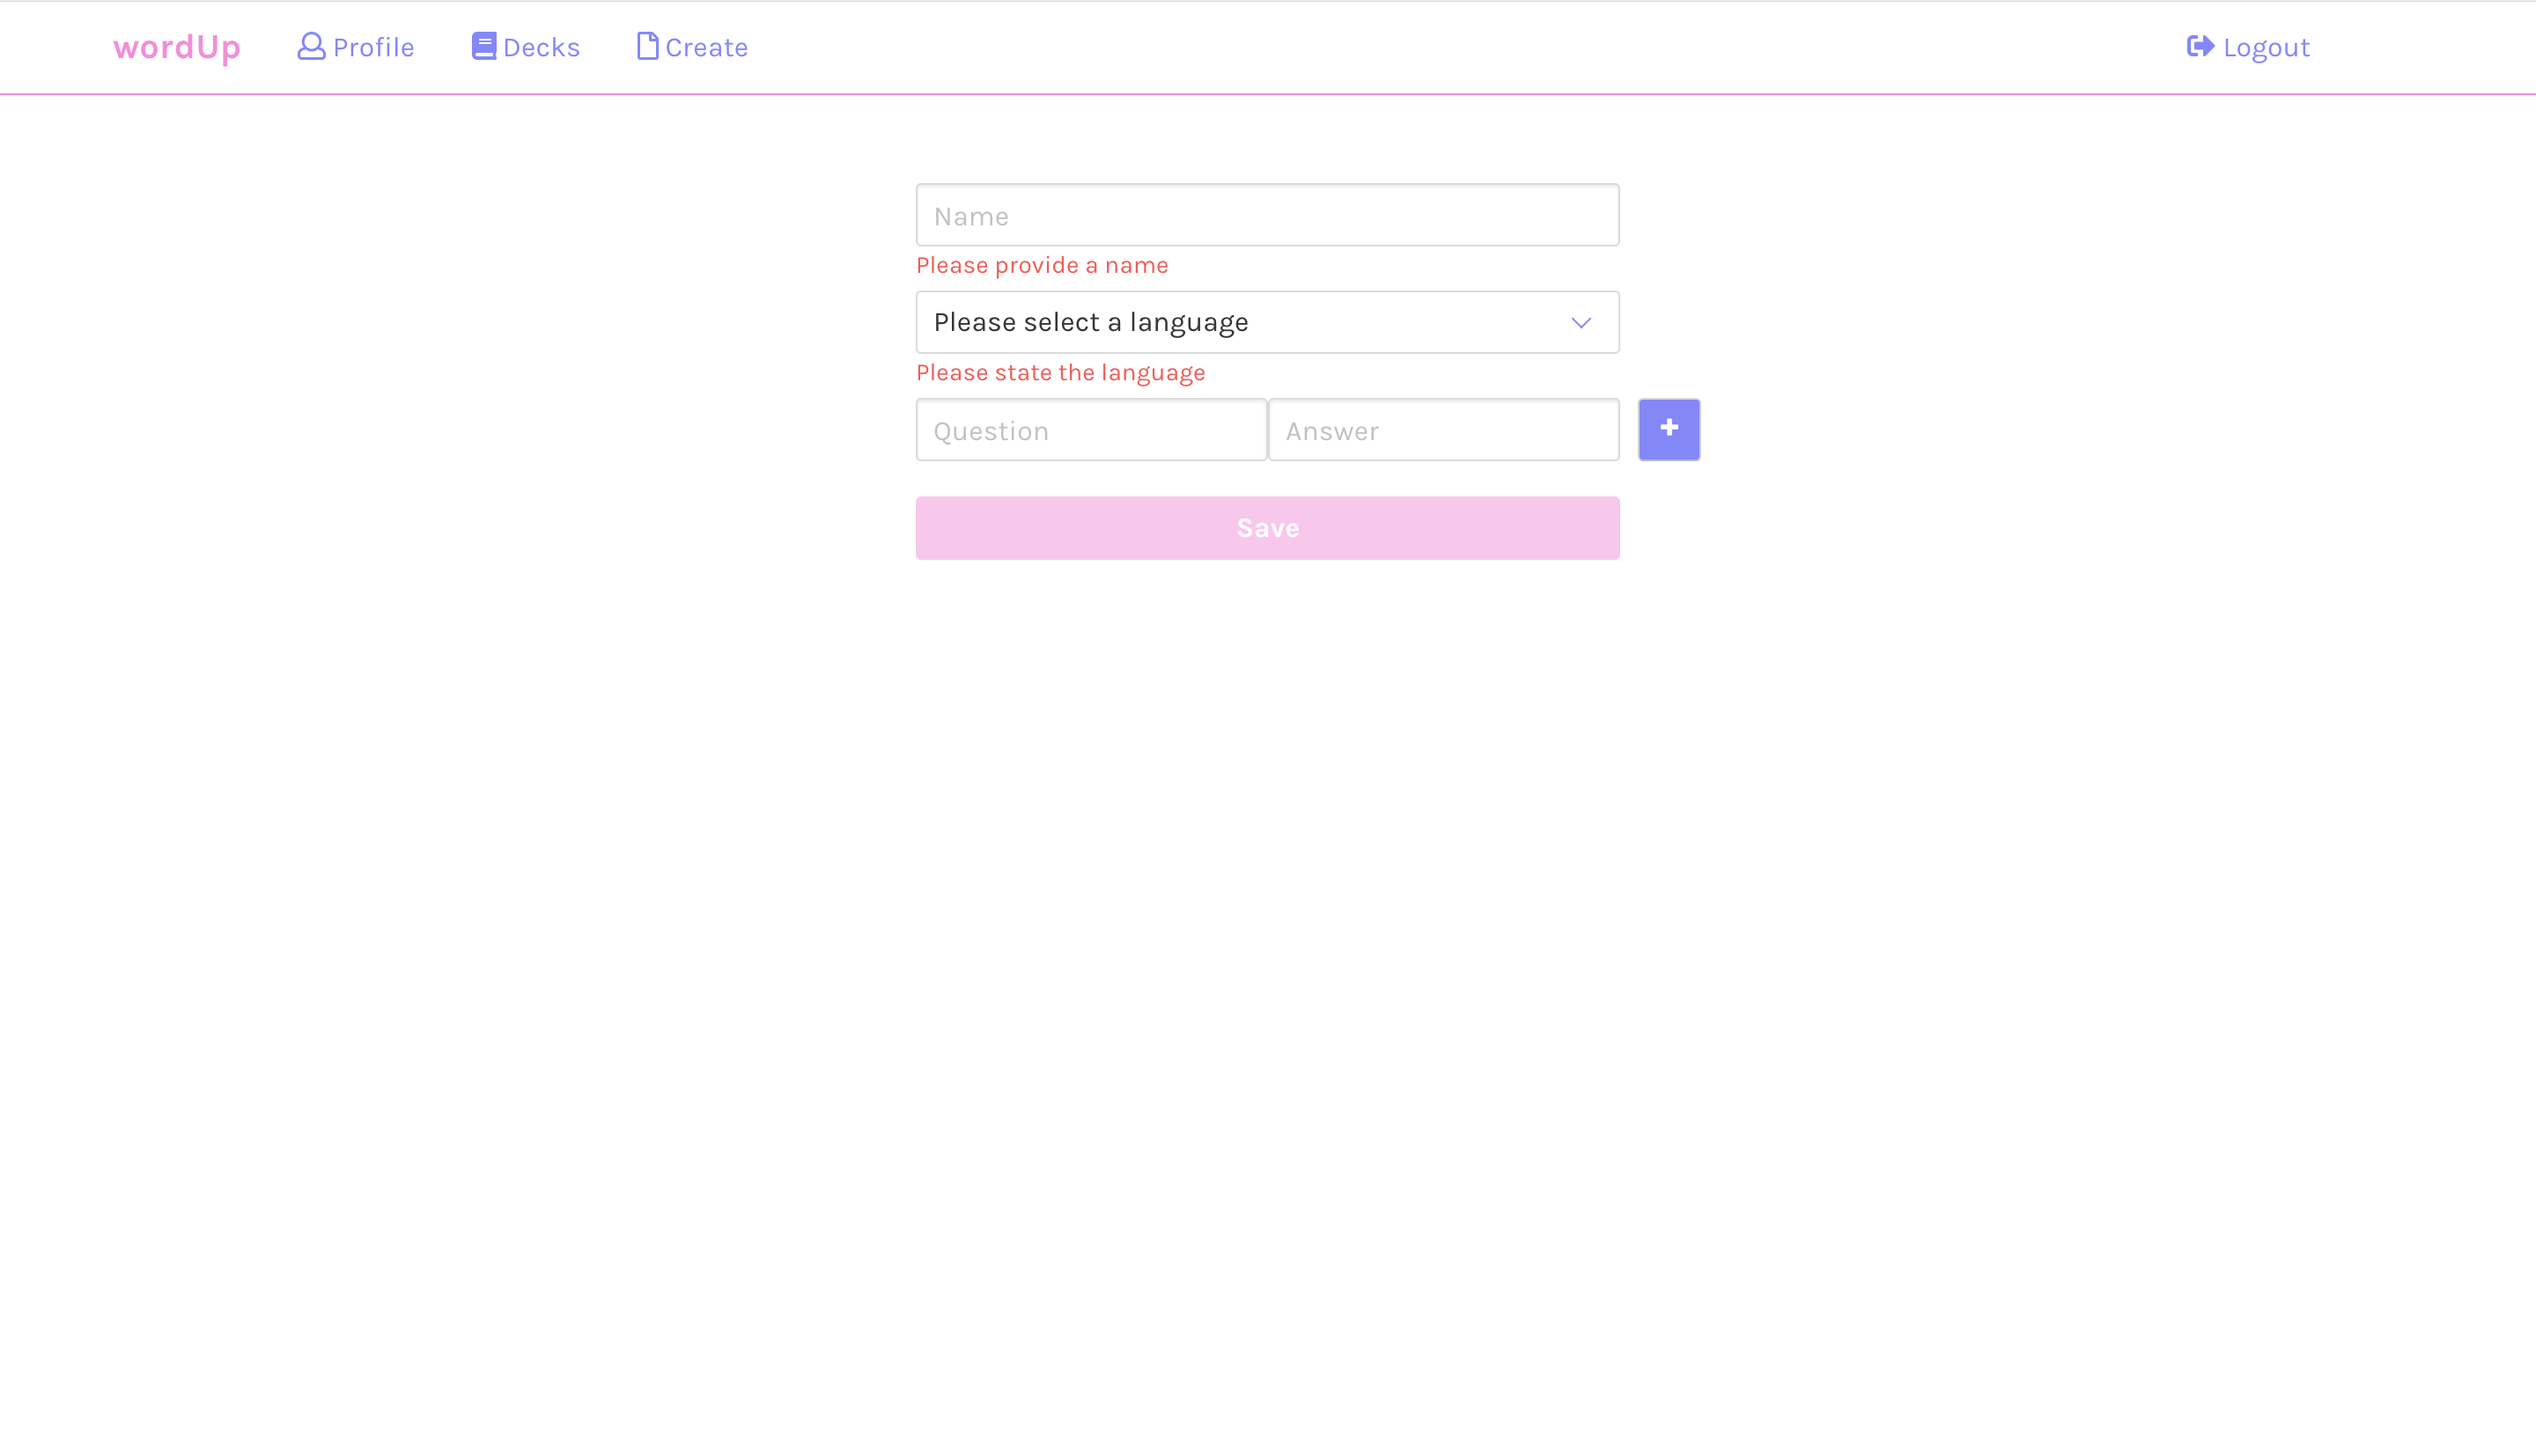 wordUp Profile Decks Create Logout
Name
Please provide a name
Please select a language
Please state the language
Question Answer +
Save